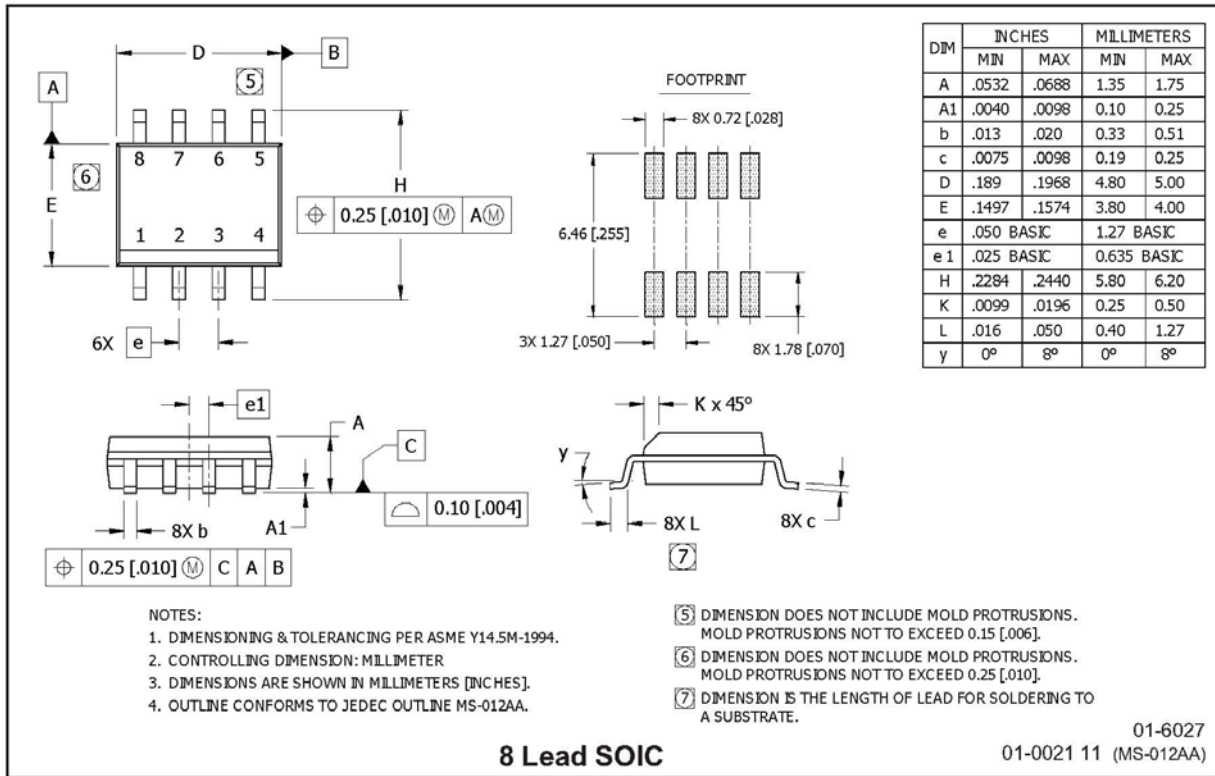 D
B
5
A
8 7 6 5
6
E
H
⌖ 0.25 [.010] Ⓜ AⓂ
1 2 3 4
6X e
FOOTPRINT
8X 0.72 [.028]
6.46 [.255]
3X 1.27 [.050]
8X 1.78 [.070]
DIM INCHES MILLIMETERS
MIN MAX MIN MAX
A .0532 .0688 1.35 1.75
A1 .0040 .0098 0.10 0.25
b .013 .020 0.33 0.51
c .0075 .0098 0.19 0.25
D .189 .1968 4.80 5.00
E .1497 .1574 3.80 4.00
e .050 BASIC 1.27 BASIC
e 1 .025 BASIC 0.635 BASIC
H .2284 .2440 5.80 6.20
K .0099 .0196 0.25 0.50
L .016 .050 0.40 1.27
y 0° 8° 0° 8°
e1
A
C
0.10 [.004]
8X b
A1
⌖ 0.25 [.010] Ⓜ C A B
K x 45°
y
8X L
8X c
7
NOTES:
1. DIMENSIONING & TOLERANCING PER ASME Y14.5M-1994.
2. CONTROLLING DIMENSION: MILLIMETER
3. DIMENSIONS ARE SHOWN IN MILLIMETERS [INCHES].
4. OUTLINE CONFORMS TO JEDEC OUTLINE MS-012AA.
5 DIMENSION DOES NOT INCLUDE MOLD PROTRUSIONS.
MOLD PROTRUSIONS NOT TO EXCEED 0.15 [.006].
6 DIMENSION DOES NOT INCLUDE MOLD PROTRUSIONS.
MOLD PROTRUSIONS NOT TO EXCEED 0.25 [.010].
7 DIMENSION IS THE LENGTH OF LEAD FOR SOLDERING TO
A SUBSTRATE.
8 Lead SOIC
01-6027
01-0021 11 (MS-012AA)